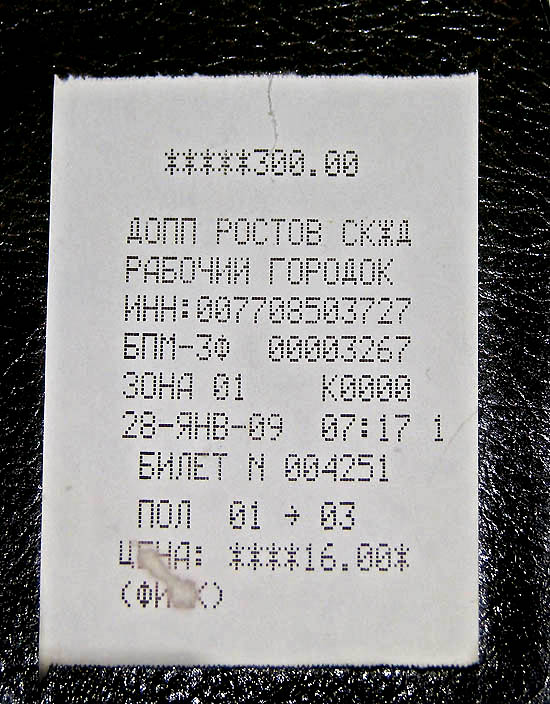 *****300.00
ДОПП РОСТОВ СКЖД
РАБОЧИЙ ГОРОДОК
ИНН:007708503727
БПМ-3Ф 00003267
ЗОНА 01 К0000
28-ЯНВ-09 07:17 1
БИЛЕТ N 004251
ПОЛ 01 → 03
ЦЕНА: ****16.00*